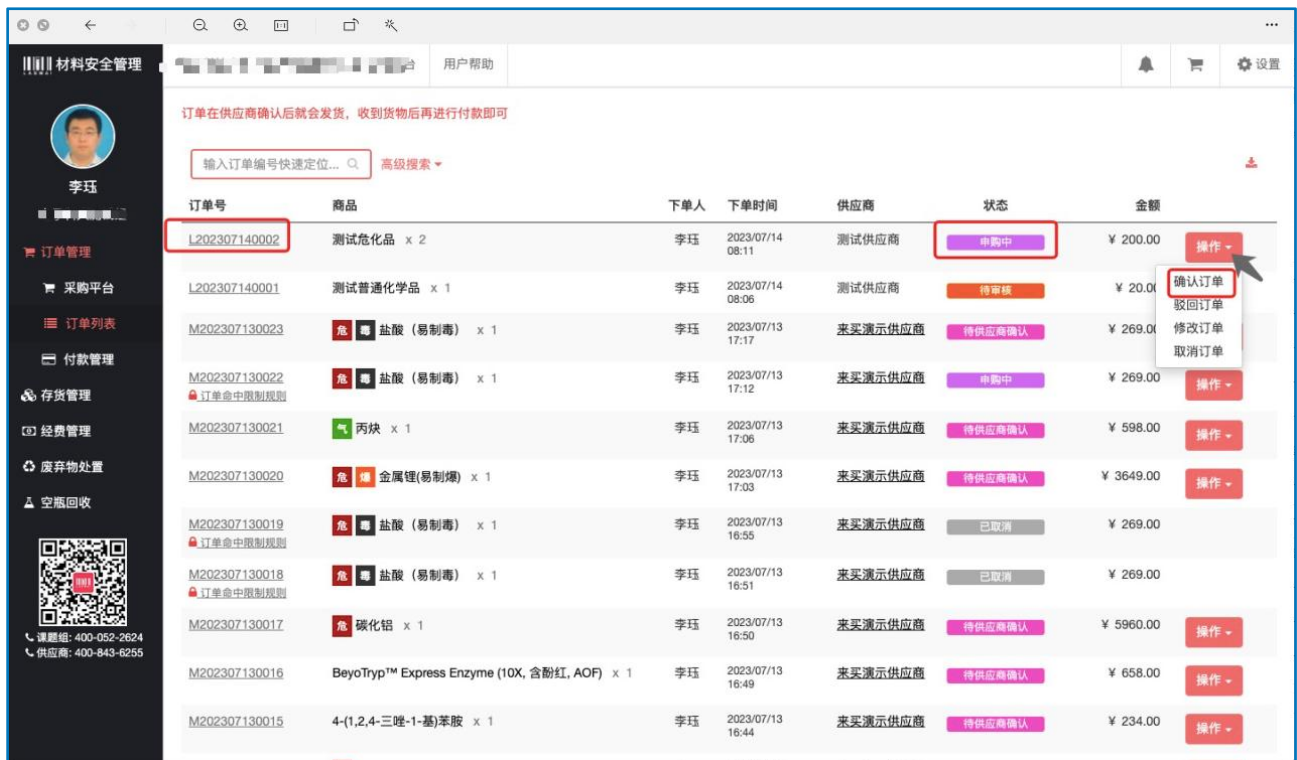 材料安全管理
台 用户帮助 设置
订单在供应商确认后就会发货，收到货物后再进行付款即可
输入订单编号快速定位... 高级搜索
李珏
订单管理
采购平台
订单列表
付款管理
存货管理
经费管理
废弃物处置
空瓶回收
课题组: 400-052-2624
供应商: 400-843-6255
订单号 商品 下单人 下单时间 供应商 状态 金额
L202307140002 测试危化品 x 2 李珏 2023/07/14 08:11 测试供应商 申购中 ¥ 200.00 操作
确认订单
驳回订单
修改订单
取消订单
L202307140001 测试普通化学品 x 1 李珏 2023/07/14 08:06 测试供应商 待审核 ¥ 20.0
M202307130023 危 毒 盐酸（易制毒） x 1 李珏 2023/07/13 17:17 来买演示供应商 待供应商确认 ¥ 269.0
M202307130022 危 毒 盐酸（易制毒） x 1 李珏 2023/07/13 17:12 来买演示供应商 申购中 ¥ 269.00 操作
订单命中限制规则
M202307130021 气 丙炔 x 1 李珏 2023/07/13 17:06 来买演示供应商 待供应商确认 ¥ 598.00 操作
M202307130020 危 爆 金属锂(易制爆) x 1 李珏 2023/07/13 17:03 来买演示供应商 待供应商确认 ¥ 3649.00 操作
M202307130019 危 毒 盐酸（易制毒） x 1 李珏 2023/07/13 16:55 来买演示供应商 已取消 ¥ 269.00
订单命中限制规则
M202307130018 危 毒 盐酸（易制毒） x 1 李珏 2023/07/13 16:51 来买演示供应商 已取消 ¥ 269.00
订单命中限制规则
M202307130017 危 碳化铝 x 1 李珏 2023/07/13 16:50 来买演示供应商 待供应商确认 ¥ 5960.00 操作
M202307130016 BeyoTryp™ Express Enzyme (10X, 含酚红, AOF) x 1 李珏 2023/07/13 16:49 来买演示供应商 待供应商确认 ¥ 658.00 操作
M202307130015 4-(1,2,4-三唑-1-基)苯胺 x 1 李珏 2023/07/13 16:44 来买演示供应商 待供应商确认 ¥ 234.00 操作